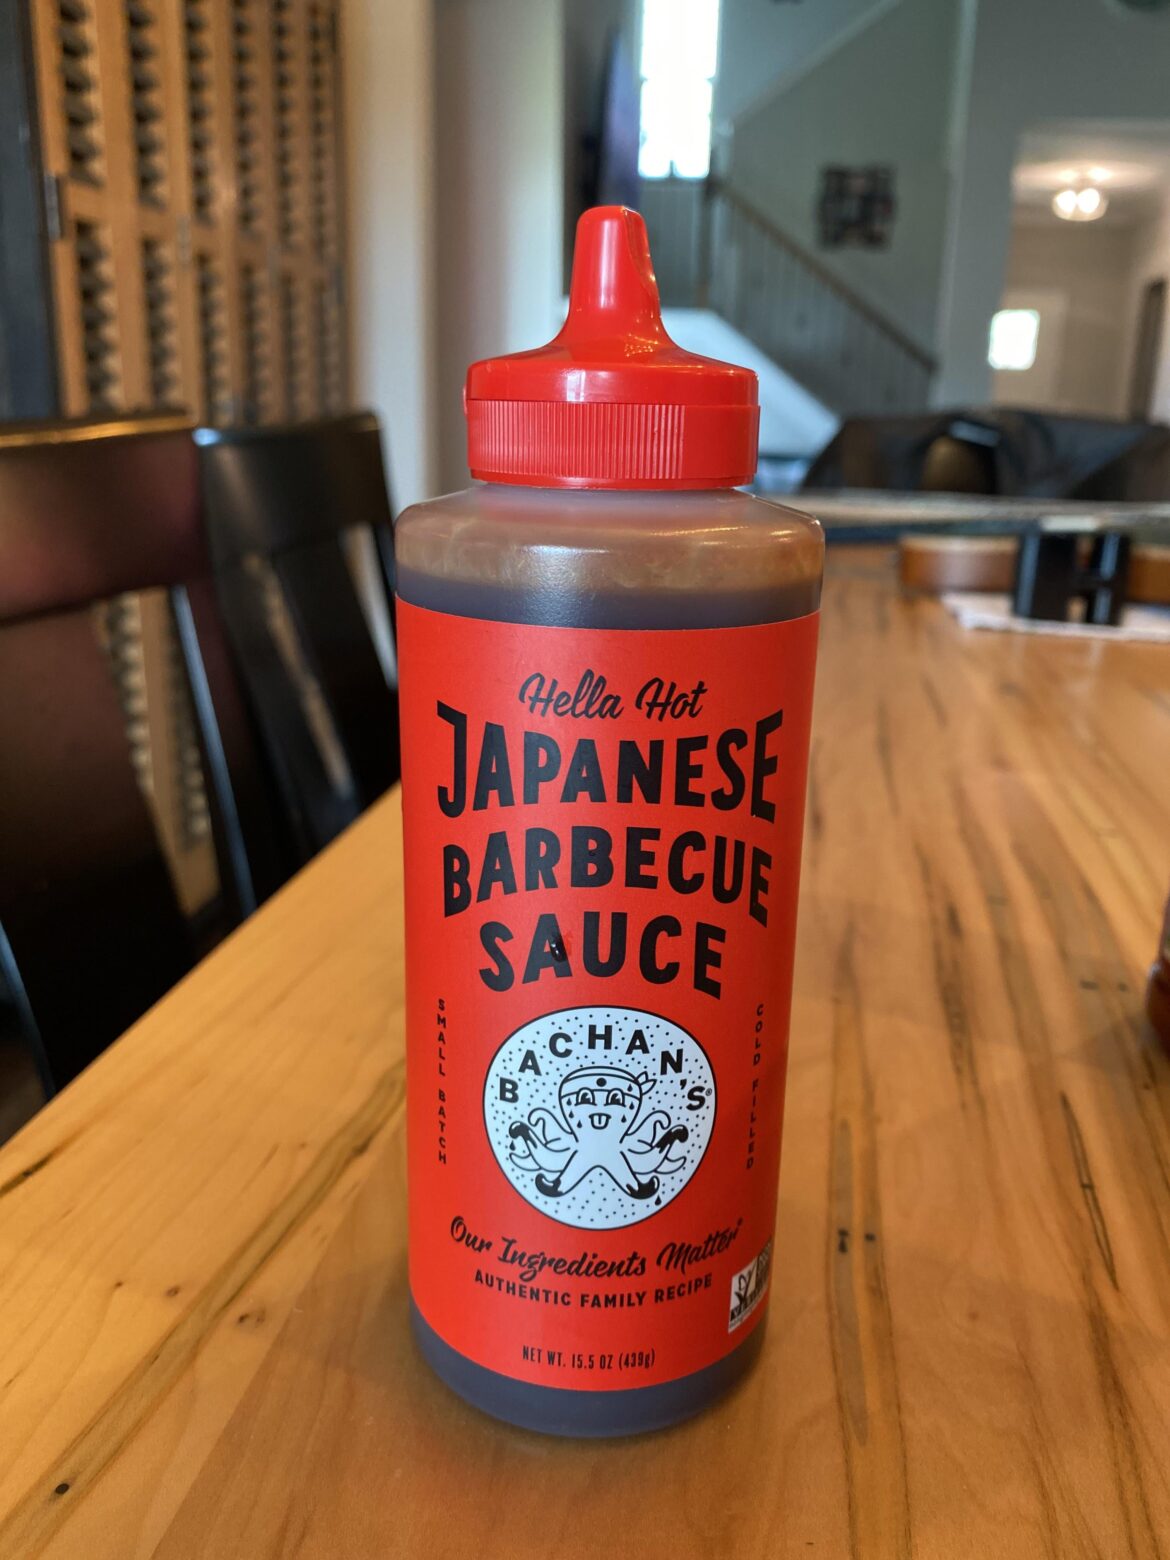 Hella Hot
JAPANESE
BARBECUE
SAUCE
SMALL BATCH
COLD FILLED
BACHAN'S®
Our Ingredients Matter®
AUTHENTIC FAMILY RECIPE
NET WT. 15.5 OZ (439g)
H